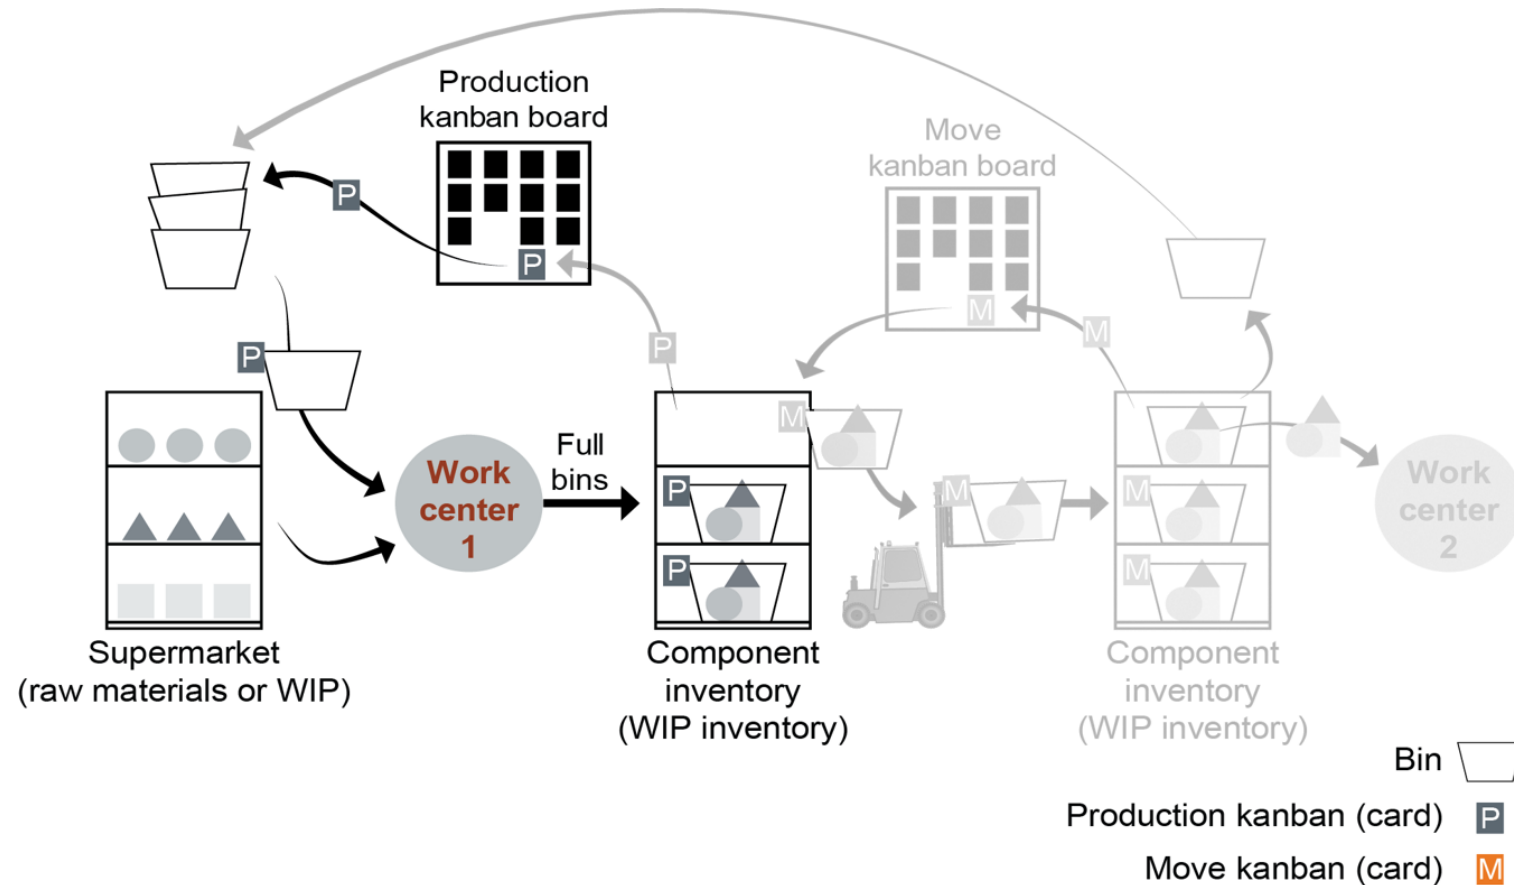 Production
kanban board
P
P
Move
kanban board
M
M
P
P
M
Work
center
1
Full
bins
P
P
M
M
M
Work
center
2
Supermarket
(raw materials or WIP)
Component
inventory
(WIP inventory)
Component
inventory
(WIP inventory)
Bin
Production kanban (card) P
Move kanban (card) M